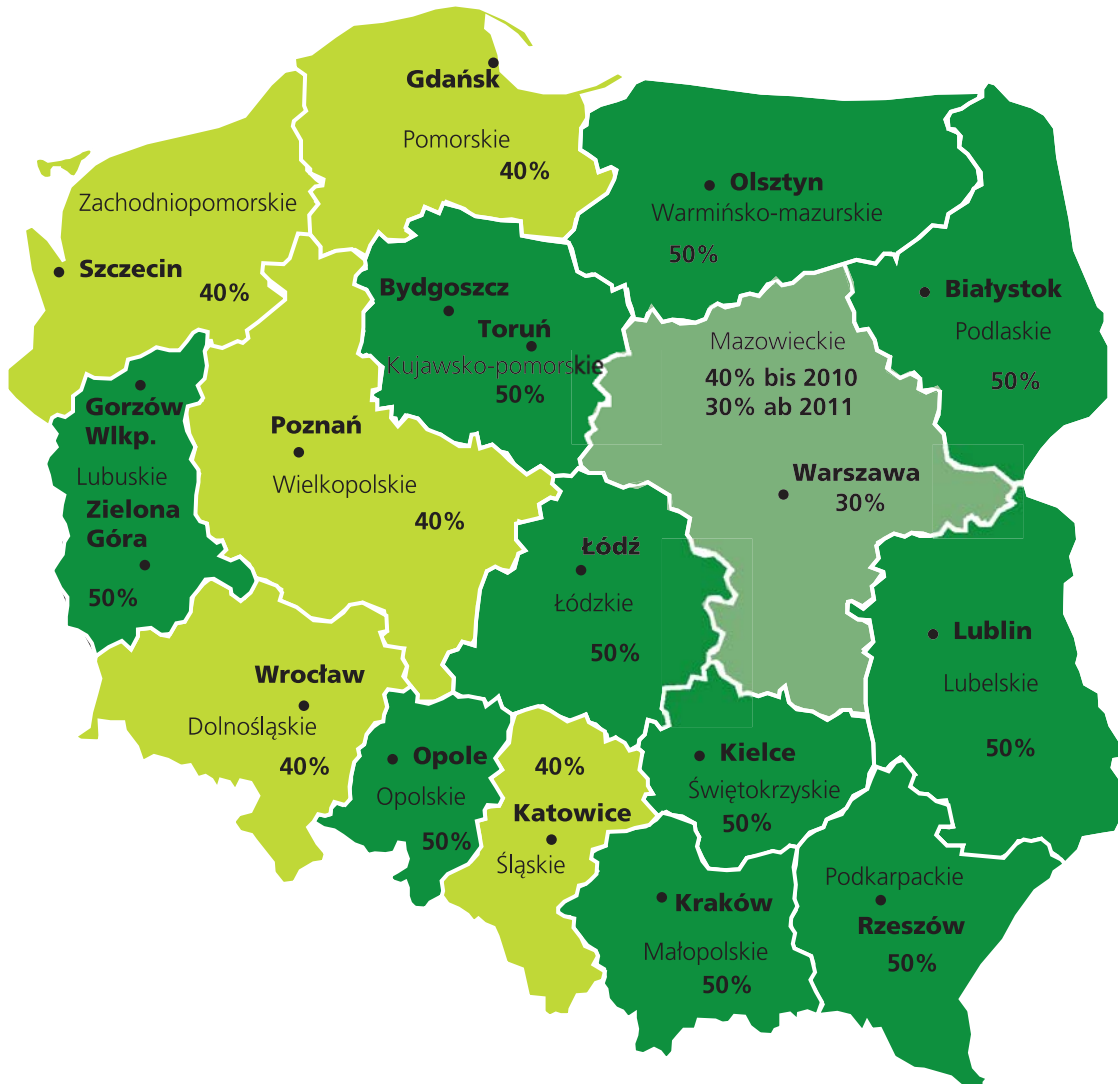 Gdańsk
Pomorskie
40%
Zachodniopomorskie
Szczecin
40%
Olsztyn
Warmińsko-mazurskie
50%
Białystok
Podlaskie
50%
Bydgoszcz
Toruń
Kujawsko-pomorskie
50%
Mazowieckie
40% bis 2010
30% ab 2011
Warszawa
30%
Gorzów
Wlkp.
Lubuskie
Zielona
Góra
50%
Poznań
Wielkopolskie
40%
Łódź
Łódzkie
50%
Lublin
Lubelskie
50%
Wrocław
Dolnośląskie
40%
Opole
Opolskie
50%
40%
Katowice
Śląskie
Kielce
Świętokrzyskie
50%
Kraków
Małopolskie
50%
Podkarpackie
Rzeszów
50%